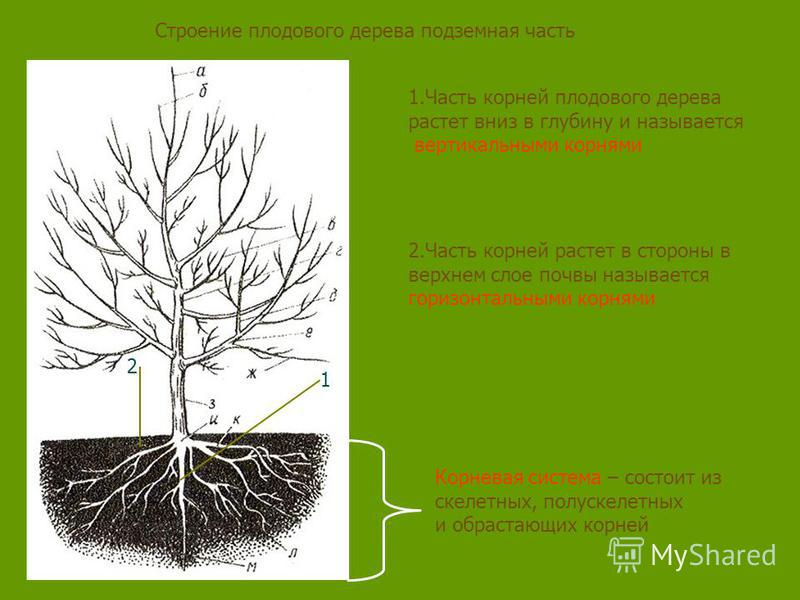 Строение плодового дерева подземная часть
а
б
1.Часть корней плодового дерева
растет вниз в глубину и называется
вертикальными корнями
в
г
2.Часть корней растет в стороны в
верхнем слое почвы называется
горизонтальными корнями
д
е
ж
2
1
з
и к
Корневая система – состоит из
скелетных, полускелетных
и обрастающих корней
л
м
MyShared